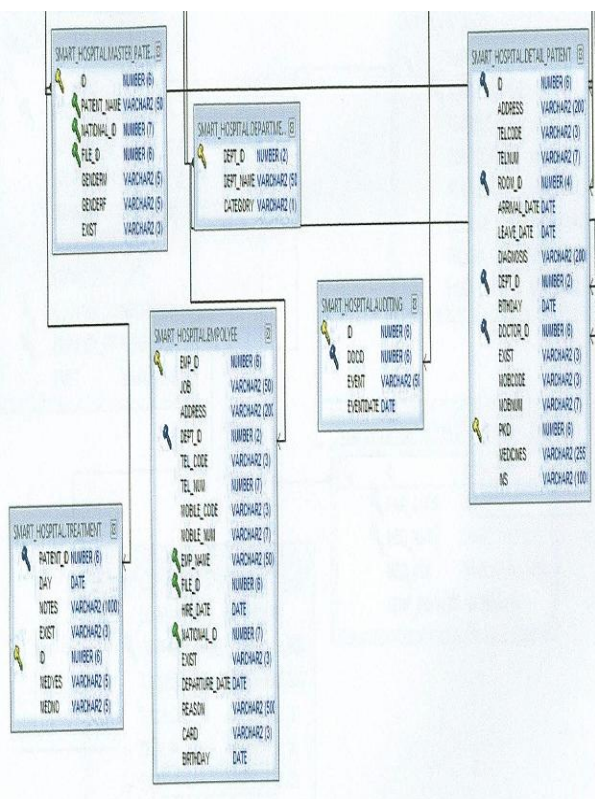 SMART_HOSPITAL.MASTER_PATIE...
ID NUMBER (6)
PATIENT_NAME VARCHAR2 (50
NATIONAL_ID NUMBER (7)
FILE_ID NUMBER (6)
GENDERM VARCHAR2 (5)
GENDERF VARCHAR2 (5)
EXIST VARCHAR2 (3)
SMART_HOSPITAL.DEPARTME...
DEPT_ID NUMBER (2)
DEPT_NAME VARCHAR2 (50
CATEGORY VARCHAR2 (1)
SMART_HOSPITAL.DETAIL_PATIENT
ID NUMBER (6)
ADDRESS VARCHAR2 (200
TELCODE VARCHAR2 (3)
TELNUM VARCHAR2 (7)
ROOM_ID NUMBER (4)
ARRIVAL_DATE DATE
LEAVE_DATE DATE
DIAGNOSIS VARCHAR2 (200
DEPT_ID NUMBER (2)
BITHDAY DATE
DOCTOR_ID NUMBER (6)
EXIST VARCHAR2 (3)
MOBCODE VARCHAR2 (3)
MOBNUM VARCHAR2 (7)
PKID NUMBER (6)
MEDICINES VARCHAR2 (255
INS VARCHAR2 (100
SMART_HOSPITAL.AUDITING
ID NUMBER (6)
DOCID NUMBER (6)
EVENT VARCHAR2 (50
EVENTDATE DATE
SMART_HOSPITAL.EMPOLYEE
EMP_ID NUMBER (6)
JOB VARCHAR2 (50)
ADDRESS VARCHAR2 (200
DEPT_ID NUMBER (2)
TEL_CODE VARCHAR2 (3)
TEL_NUM NUMBER (7)
MOBILE_CODE VARCHAR2 (3)
MOBILE_NUM VARCHAR2 (7)
EMP_NAME VARCHAR2 (50)
FILE_ID NUMBER (6)
HIRE_DATE DATE
NATIONAL_ID NUMBER (7)
EXIST VARCHAR2 (3)
DEPARTURE_DATE DATE
REASON VARCHAR2 (500
CARD VARCHAR2 (3)
BIRTHDAY DATE
SMART_HOSPITAL.TREATMENT
PATIENT_ID NUMBER (6)
DAY DATE
NOTES VARCHAR2 (1000)
EXIST VARCHAR2 (3)
ID NUMBER (6)
MEDYES VARCHAR2 (5)
MEDNO VARCHAR2 (5)